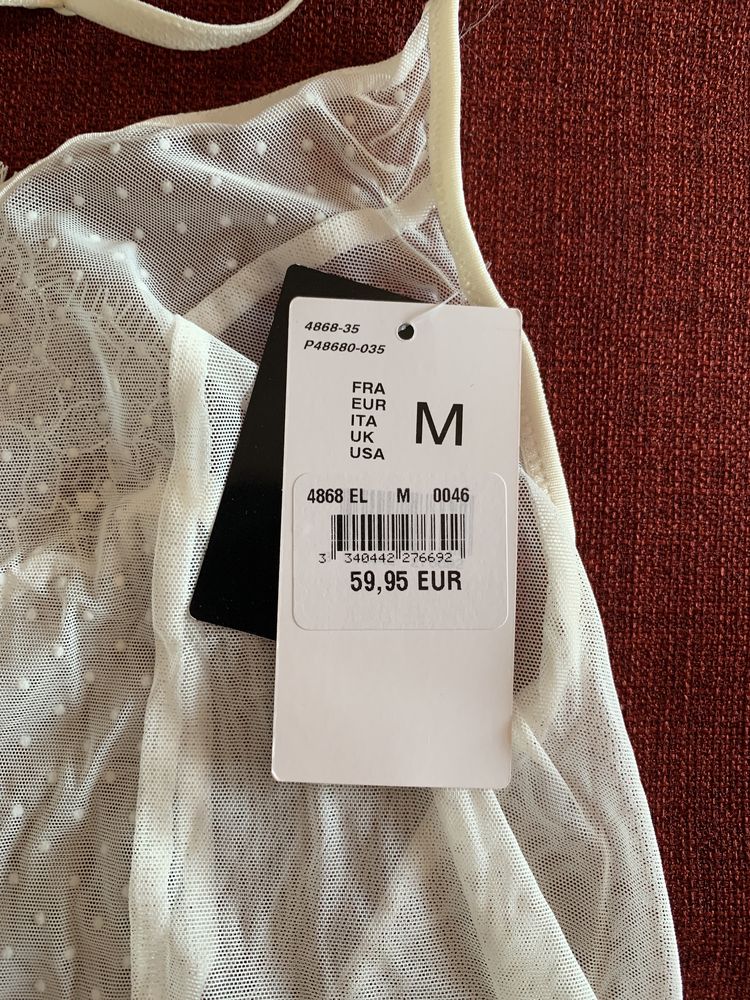 4868-35
P48680-035
FRA
EUR
ITA
UK
USA
M
4868 EL M 0046
3 340442 276692
59,95 EUR